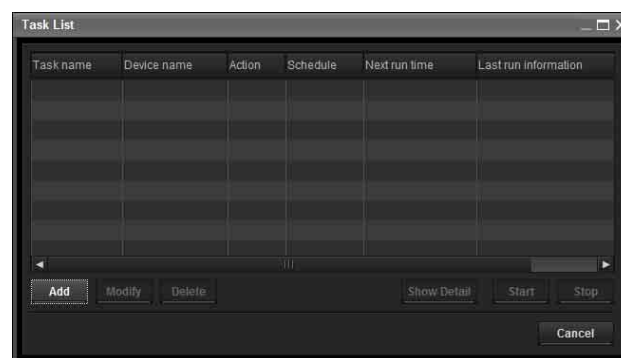 Task List
Task name Device name Action Schedule Next run time Last run information
Add Modify Delete Show Detail Start Stop
Cancel